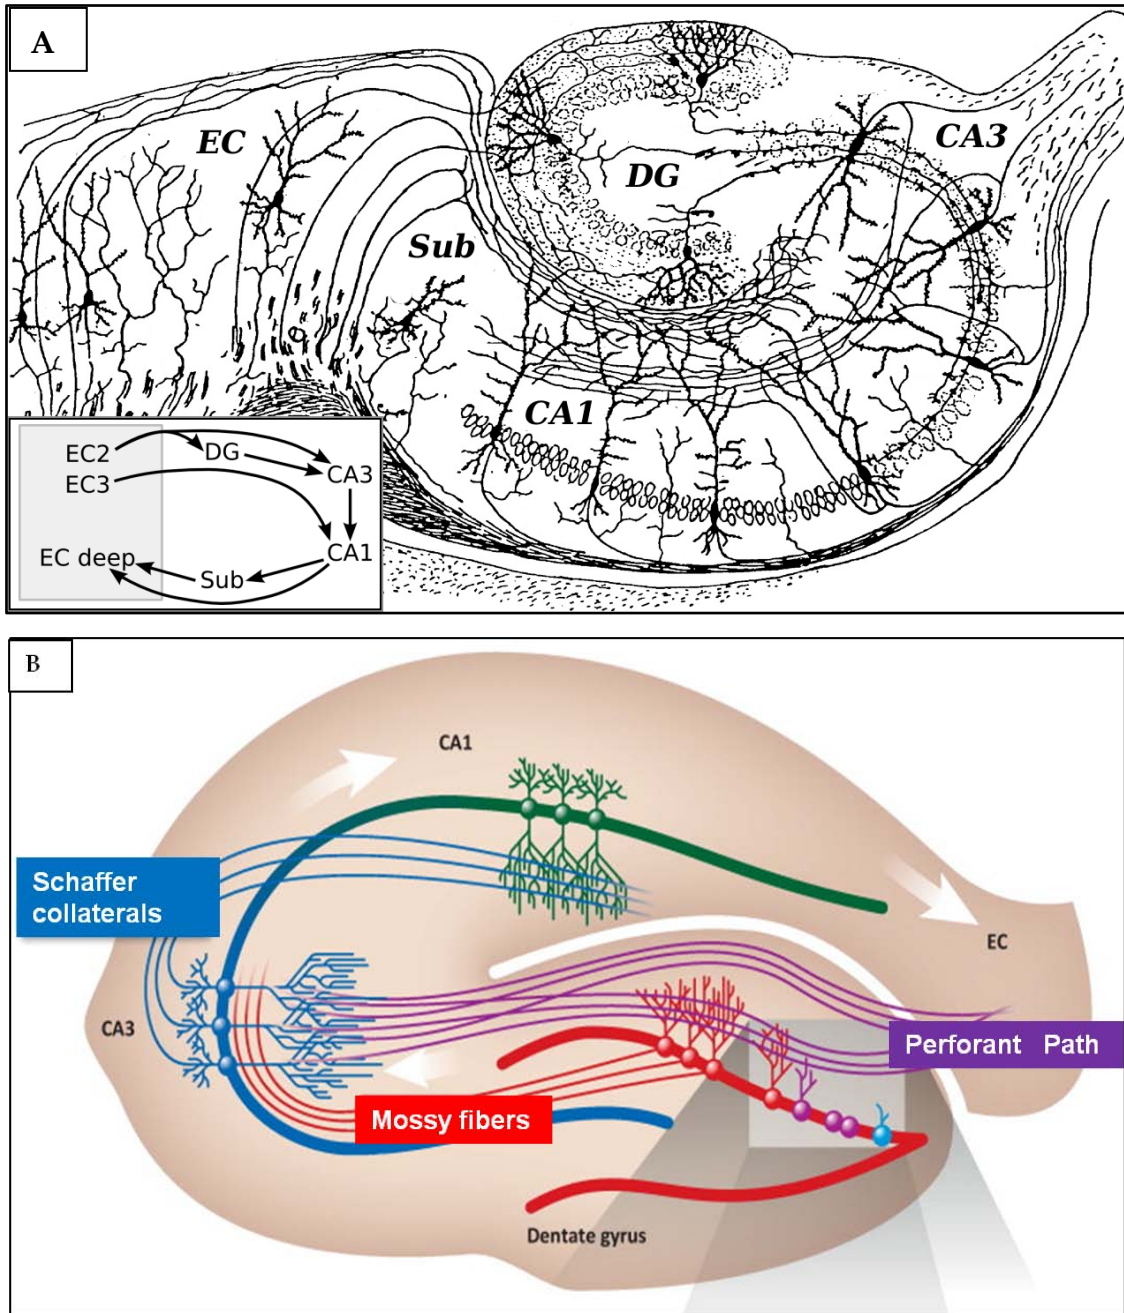 A
EC
DG
CA3
Sub
CA1
EC2
DG
EC3
CA3
CA1
EC deep
Sub
B
CA1
Schaffer
collaterals
EC
CA3
Perforant Path
Mossy fibers
Dentate gyrus